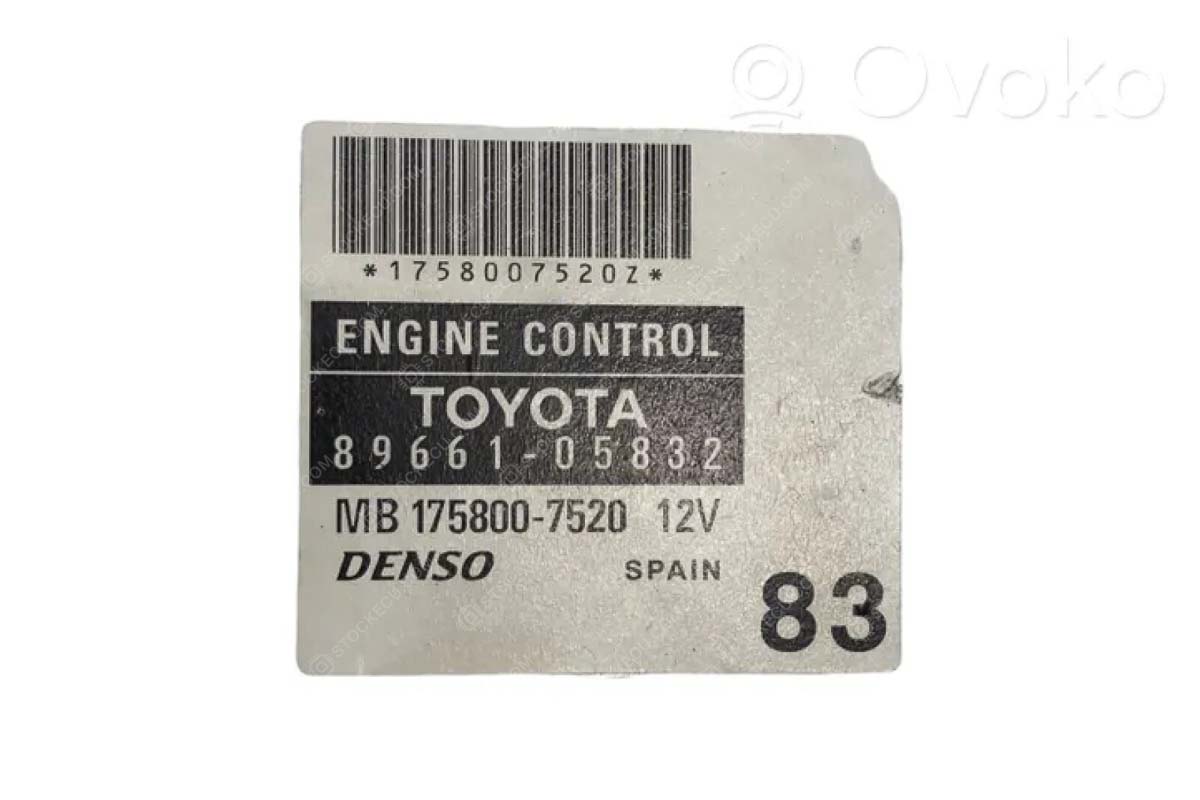 Ovoko
*1758007520Z*
ENGINE CONTROL
TOYOTA
89661-05832
MB 175800-7520 12V
DENSO SPAIN
83